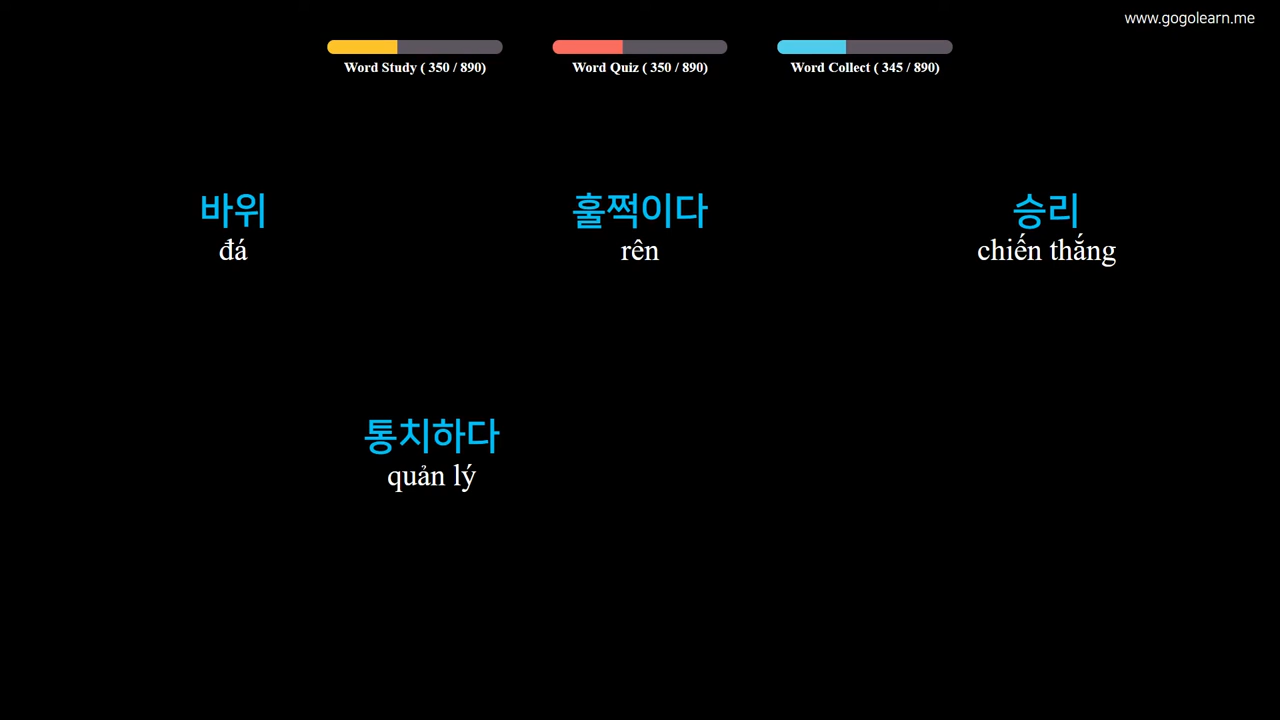 www.gogolearn.me
Word Study ( 350 / 890)
Word Quiz ( 350 / 890)
Word Collect ( 345 / 890)
바위
đá
훌쩍이다
rên
승리
chiến thắng
통치하다
quản lý